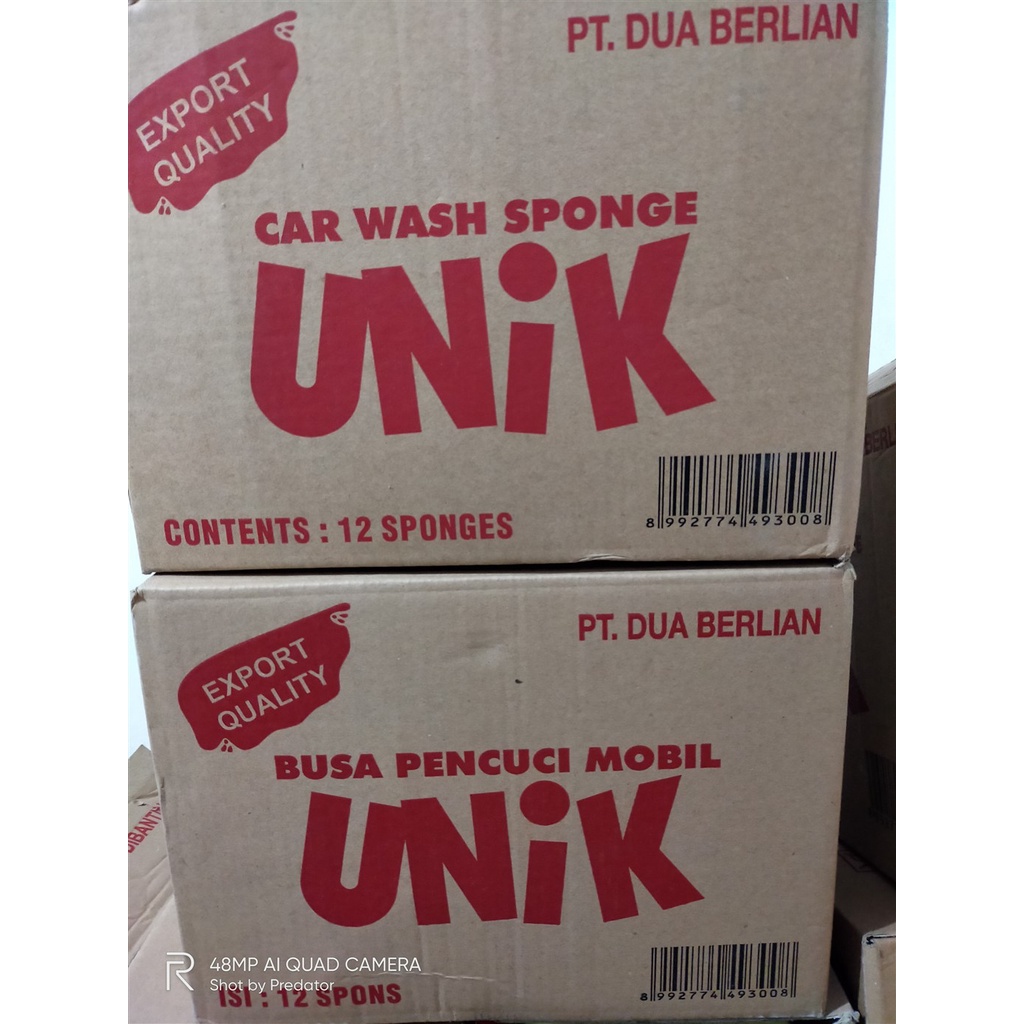 PT. DUA BERLIAN
EXPORT
QUALITY
CAR WASH SPONGE
UNiK
CONTENTS : 12 SPONGES
8 992774 493008
PT. DUA BERLIAN
EXPORT
QUALITY
BUSA PENCUCI MOBIL
UNiK
ISI : 12 SPONS
8 992774 493008
48MP AI QUAD CAMERA
Shot by Predator